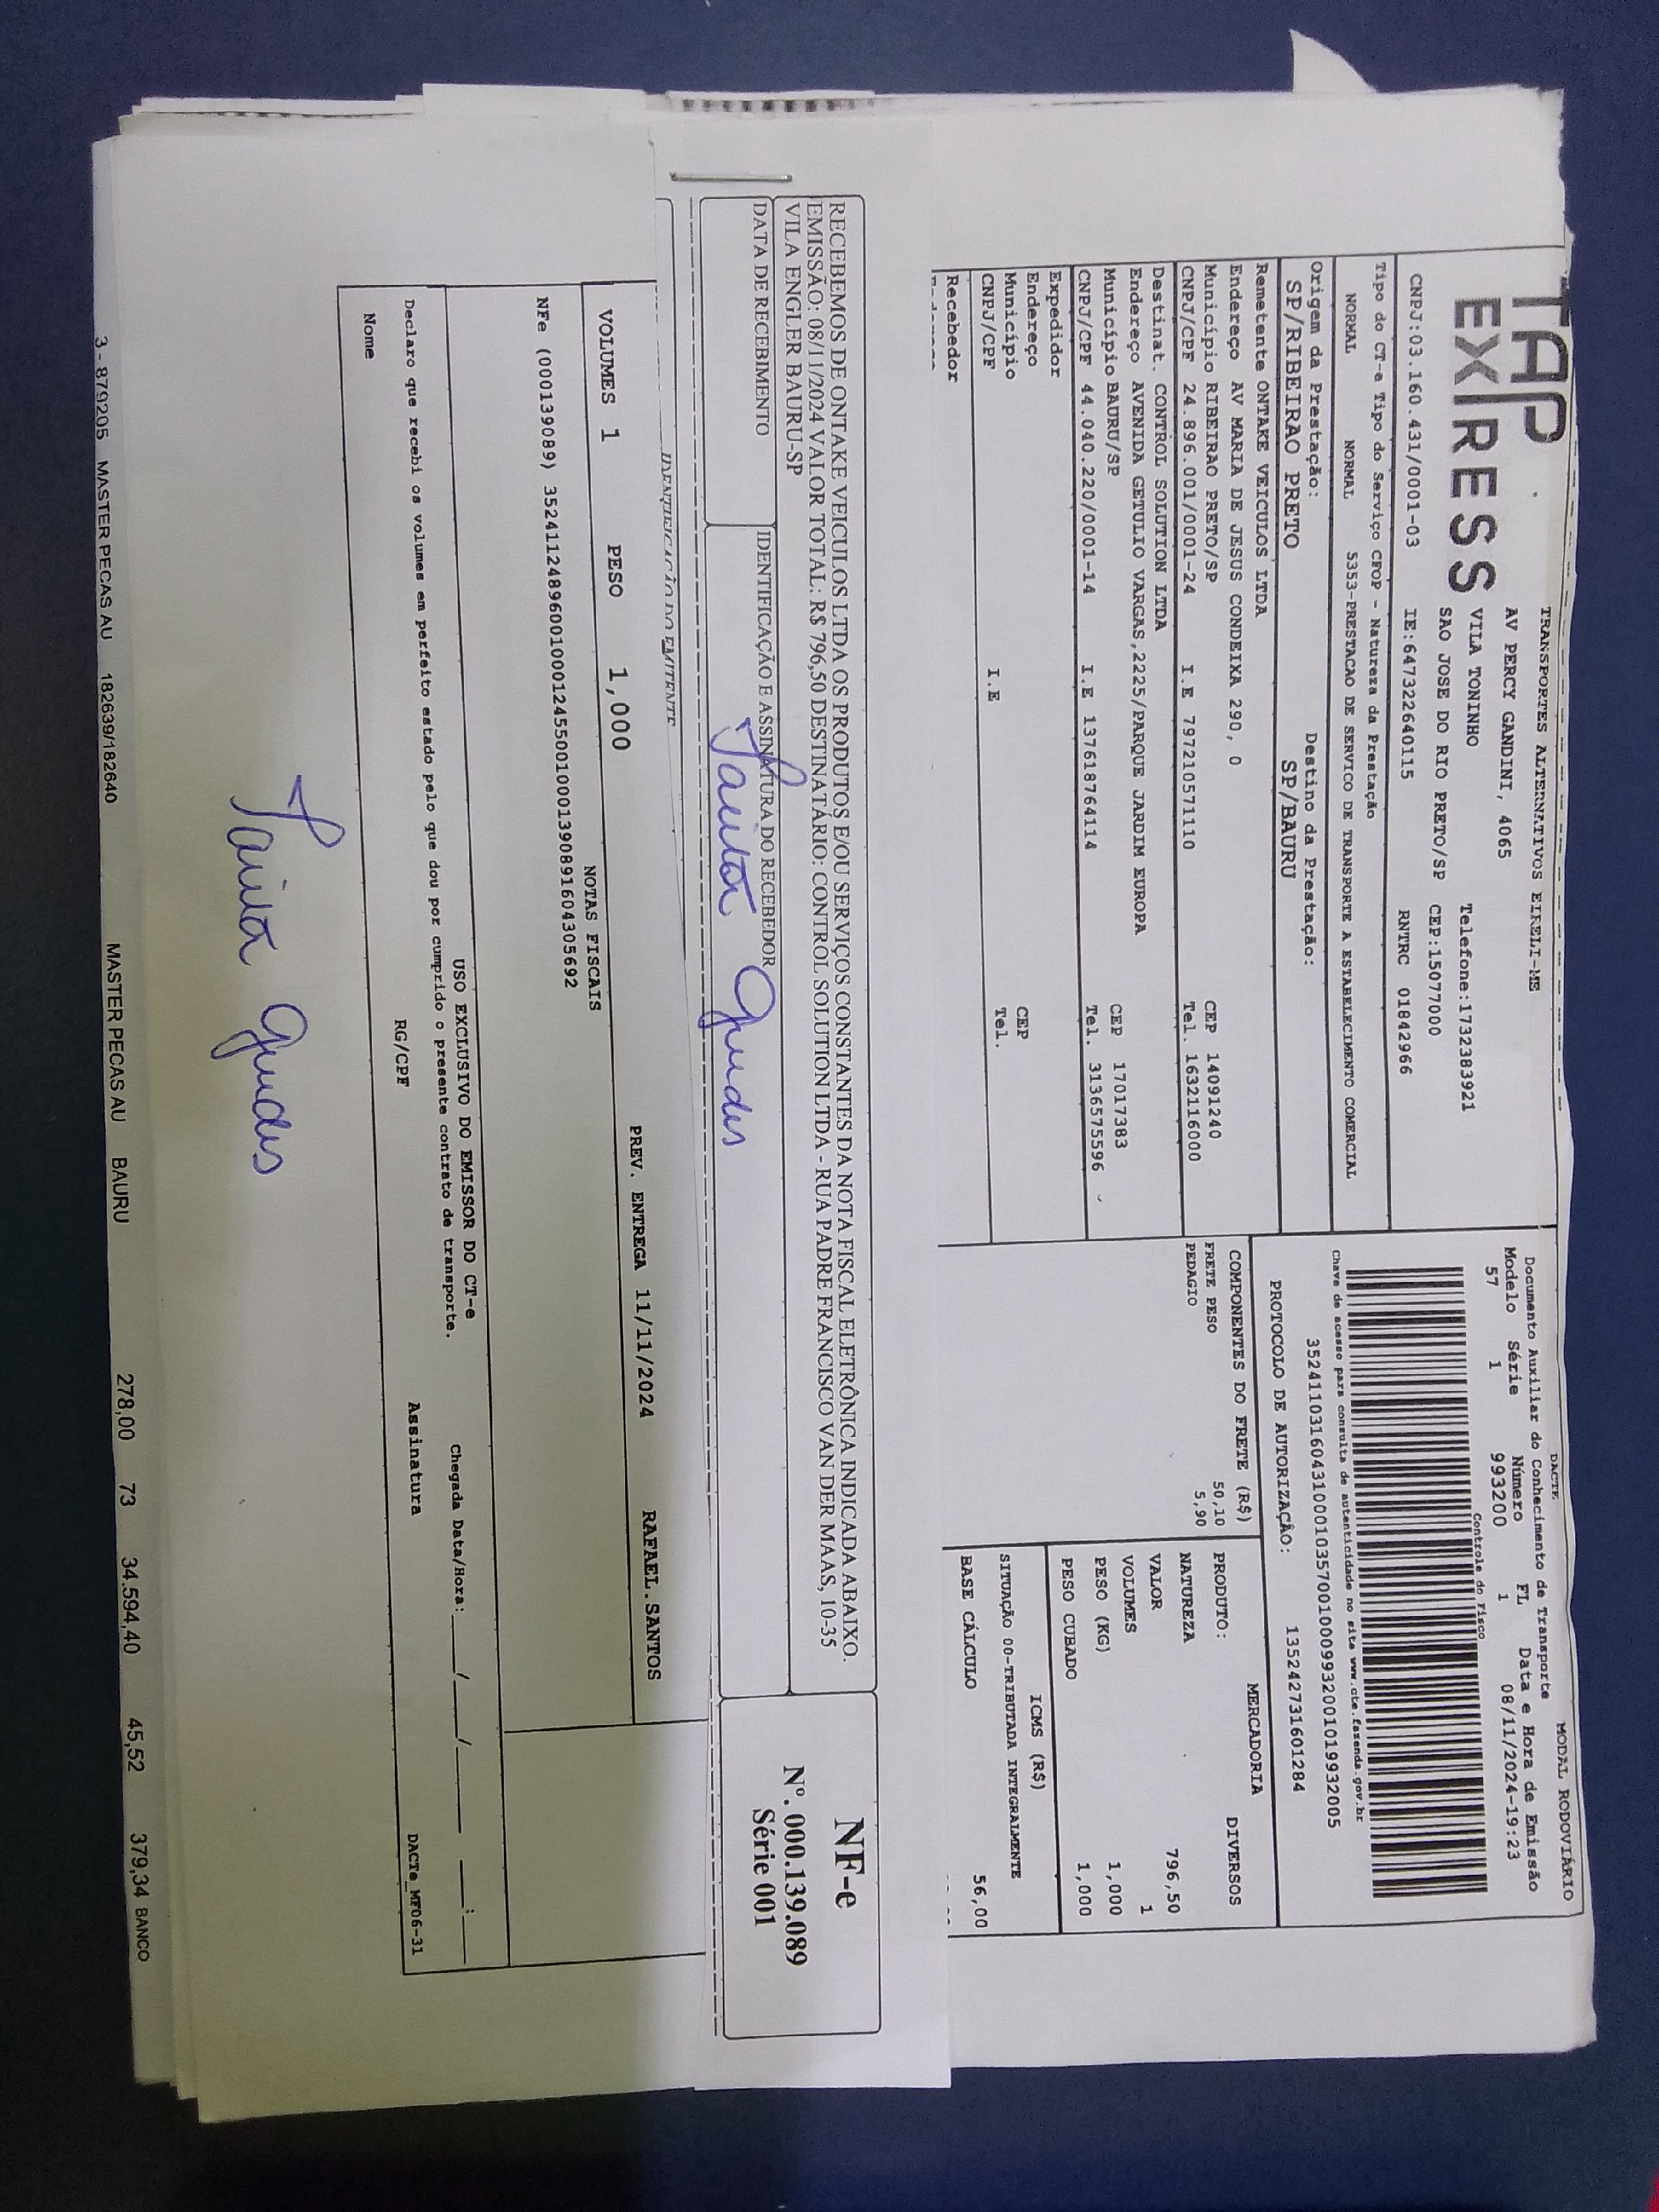 TAP
EXPRESS
TRANSPORTES ALTERNATIVOS EIRELI-ME
AV PERCY GANDINI, 4065
VILA TONINHO Telefone:1732383921
SAO JOSE DO RIO PRETO/SP CEP:15077000
CNPJ:03.160.431/0001-03 IE:647322640115 RNTRC 01842966
Tipo do CT-e Tipo do Serviço CFOP - Natureza da Prestação
NORMAL NORMAL 5353-PRESTACAO DE SERVICO DE TRANSPORTE A ESTABELECIMENTO COMERCIAL
Origem da Prestação: Destino da Prestação:
SP/RIBEIRAO PRETO SP/BAURU
Remetente ONTAKE VEICULOS LTDA
Endereço AV MARIA DE JESUS CONDEIXA 290, 0
Município RIBEIRAO PRETO/SP CEP 14091240
CNPJ/CPF 24.896.001/0001-24 I.E 797210571110 Tel. 1632116000
Destinat. CONTROL SOLUTION LTDA
Endereço AVENIDA GETULIO VARGAS,2225/PARQUE JARDIM EUROPA
Município BAURU/SP CEP 17017383
CNPJ/CPF 44.040.220/0001-14 I.E 137618764114 Tel. 3136575596
Expedidor
Endereço
Município CEP
CNPJ/CPF I.E Tel.
Recebedor
DACTE MODAL RODOVIÁRIO
Documento Auxiliar do Conhecimento de Transporte
Modelo Série Número FL Data e Hora de Emissão
57 1 993200 1 08/11/2024-19:23
Controle do Fisco
Chave de acesso para consulta de autenticidade no site www.cte.fazenda.gov.br
35241103160431000103570010009932001019932005
PROTOCOLO DE AUTORIZAÇÃO: 135242731601284
COMPONENTES DO FRETE (R$)
FRETE PESO 50,10
PEDAGIO 5,90
MERCADORIA
PRODUTO: DIVERSOS
NATUREZA
VALOR 796,50
VOLUMES 1
PESO (KG) 1,000
PESO CUBADO 1,000
ICMS (R$)
SITUAÇÃO 00-TRIBUTADA INTEGRALMENTE
BASE CÁLCULO 56,00
RECEBEMOS DE ONTAKE VEICULOS LTDA OS PRODUTOS E/OU SERVIÇOS CONSTANTES DA NOTA FISCAL ELETRÔNICA INDICADA ABAIXO.
EMISSÃO: 08/11/2024 VALOR TOTAL: R$ 796,50 DESTINATÁRIO: CONTROL SOLUTION LTDA - RUA PADRE FRANCISCO VAN DER MAAS, 10-35
VILA ENGLER BAURU-SP
DATA DE RECEBIMENTO IDENTIFICAÇÃO E ASSINATURA DO RECEBEDOR
NF-e
Nº. 000.139.089
Série 001
IDENTIFICAÇÃO DO EMITENTE
VOLUMES 1 PESO 1,000 PREV. ENTREGA 11/11/2024 RAFAEL.SANTOS
NOTAS FISCAIS
NFe (000139089) 35241124896001000124550010001390891604305692
USO EXCLUSIVO DO EMISSOR DO CT-e
Declaro que recebi os volumes em perfeito estado pelo que dou por cumprido o presente contrato de transporte. Chegada Data/Hora:____/____/______ ____:____
Nome RG/CPF Assinatura
DACTe_MF06-31
3 - 879205 MASTER PECAS AU 182639/182640 MASTER PECAS AU BAURU 278,00 73 34.594,40 45,52 379,34 BANCO